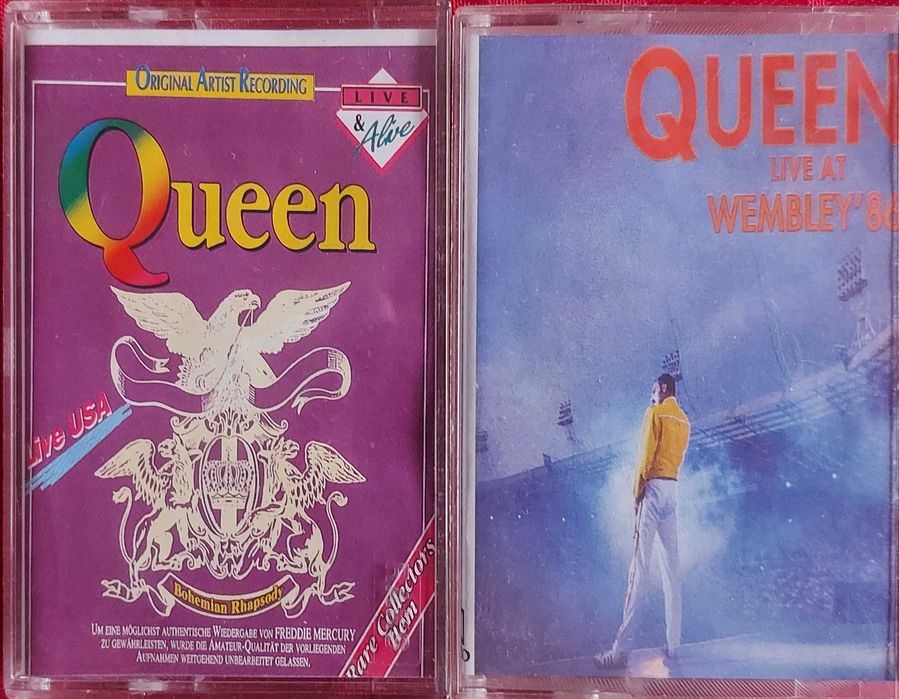 ORIGINAL ARTIST RECORDING
LIVE
& Alive
Queen
Live USA
Bohemian Rhapsody
Rare Collectors
Item
UM EINE MÖGLICHST AUTHENTISCHE WIEDERGABE VON FREDDIE MERCURY
ZU GEWÄHRLEISTEN, WURDE DIE AMATEUR-QUALITÄT DER VORLIEGENDEN
AUFNAHMEN WEITGEHEND UNBEARBEITET GELASSEN.
QUEEN
LIVE AT
WEMBLEY'86